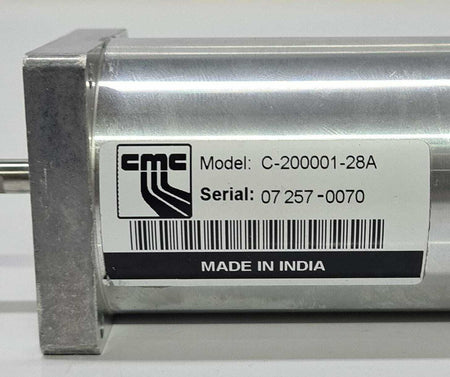 CMC
Model: C-200001-28A
Serial: 07 257-0070
MADE IN INDIA